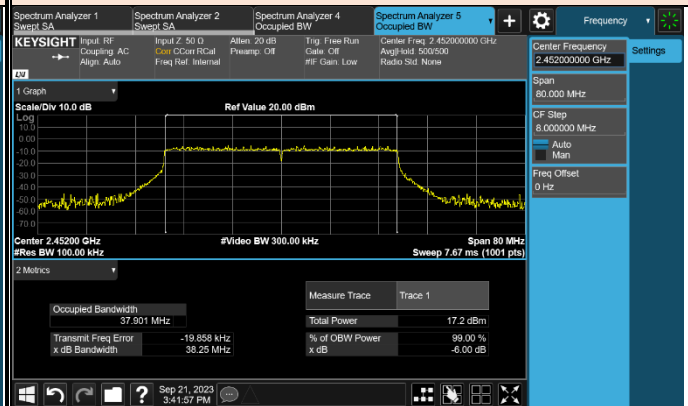 Spectrum Analyzer 1
Swept SA
Spectrum Analyzer 2
Swept SA
Spectrum Analyzer 4
Occupied BW
Spectrum Analyzer 5
Occupied BW
Frequency
KEYSIGHT
Input: RF
Coupling: AC
Align: Auto
Input Z: 50 Ω
Corr CCorr RCal
Freq Ref: Internal
Atten: 20 dB
Preamp: Off
Trig: Free Run
Gate: Off
#IF Gain: Low
Center Freq: 2.452000000 GHz
Avg|Hold: 500/500
Radio Std: None
LXI
Center Frequency
2.452000000 GHz
Settings
Span
80.000 MHz
CF Step
8.000000 MHz
Auto
Man
Freq Offset
0 Hz
1 Graph
Scale/Div 10.0 dB
Ref Value 20.00 dBm
Log
10.0
0.00
-10.0
-20.0
-30.0
-40.0
-50.0
-60.0
-70.0
Center 2.45200 GHz
#Video BW 300.00 kHz
Span 80 MHz
#Res BW 100.00 kHz
Sweep 7.67 ms (1001 pts)
2 Metrics
Measure Trace
Trace 1
Occupied Bandwidth
37.901 MHz
Total Power
17.2 dBm
Transmit Freq Error
-19.858 kHz
% of OBW Power
99.00 %
x dB Bandwidth
38.25 MHz
x dB
-6.00 dB
?
Sep 21, 2023
3:41:57 PM